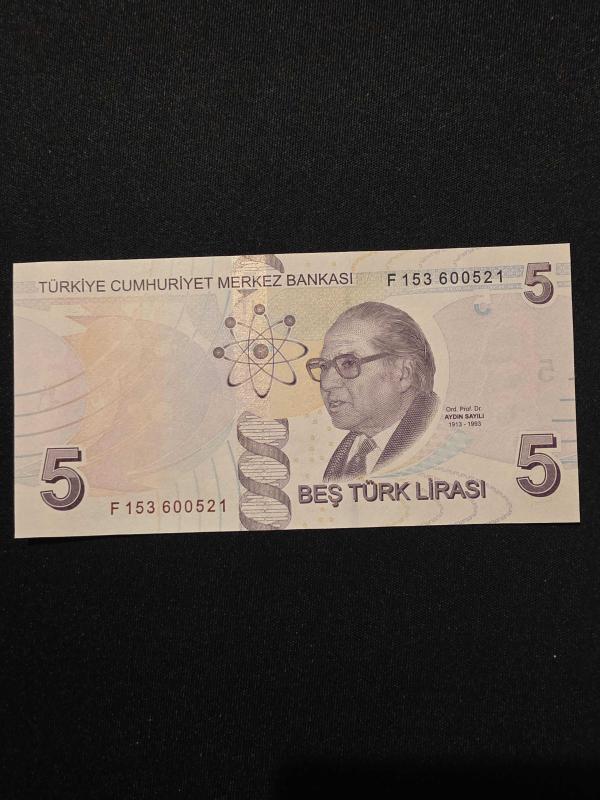 TÜRKİYE CUMHURİYET MERKEZ BANKASI
F 153 600521
5
Ord. Prof. Dr.
AYDIN SAYILI
1913 - 1993
5
5
F 153 600521
BEŞ TÜRK LİRASI